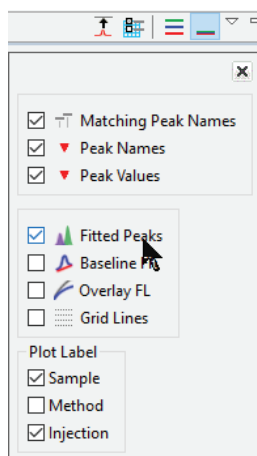 Matching Peak Names
Peak Names
Peak Values
Fitted Peaks
Baseline
Overlay FL
Grid Lines
Plot Label
Sample
Method
Injection